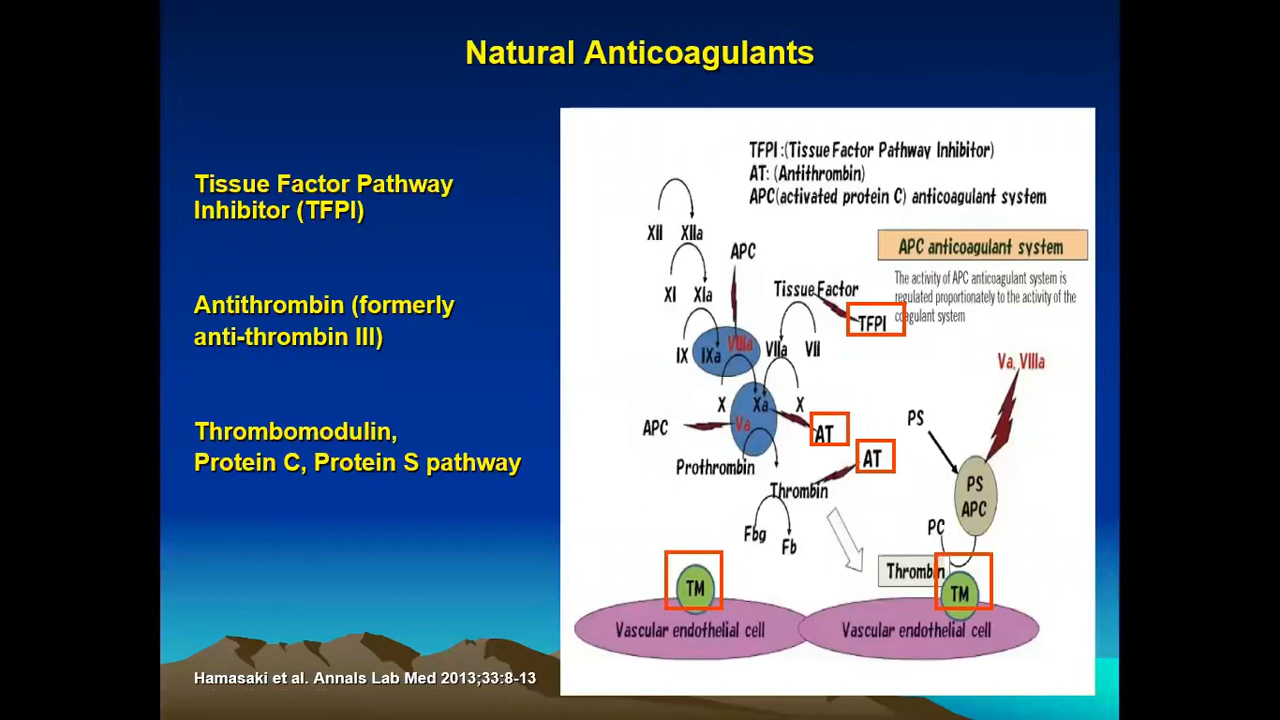 Natural Anticoagulants
Tissue Factor Pathway
Inhibitor (TFPI)
Antithrombin (formerly
anti-thrombin III)
Thrombomodulin,
Protein C, Protein S pathway
Hamasaki et al. Annals Lab Med 2013;33:8-13
TFPI :(Tissue Factor Pathway Inhibitor)
AT: (Antithrombin)
APC(activated protein C) anticoagulant system
XII XIIa
APC
APC anticoagulant system
The activity of APC anticoagulant system is
regulated proportionately to the activity of the
coagulant system
XI XIa
Tissue Factor
TFPI
IX IXa VIIIa VIIa VII
Va, VIIIa
X Xa X
APC Va AT
PS
Prothrombin
AT
Thrombin
PS
APC
Fbg Fb
PC
Thrombin
TM
TM
Vascular endothelial cell
Vascular endothelial cell